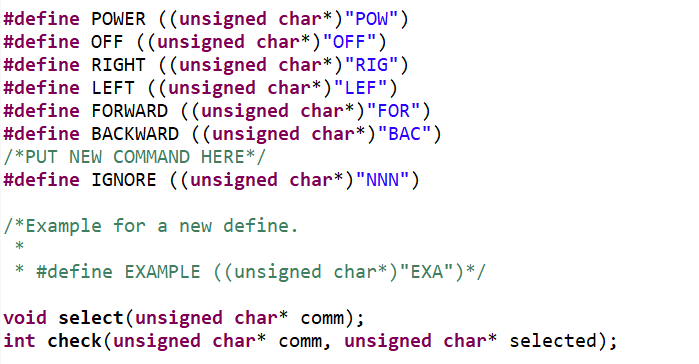 #define POWER ((unsigned char*)"POW")
#define OFF ((unsigned char*)"OFF")
#define RIGHT ((unsigned char*)"RIG")
#define LEFT ((unsigned char*)"LEF")
#define FORWARD ((unsigned char*)"FOR")
#define BACKWARD ((unsigned char*)"BAC")
/*PUT NEW COMMAND HERE*/
#define IGNORE ((unsigned char*)"NNN")
/*Example for a new define.
*
* #define EXAMPLE ((unsigned char*)"EXA")*/
void select(unsigned char* comm);
int check(unsigned char* comm, unsigned char* selected);